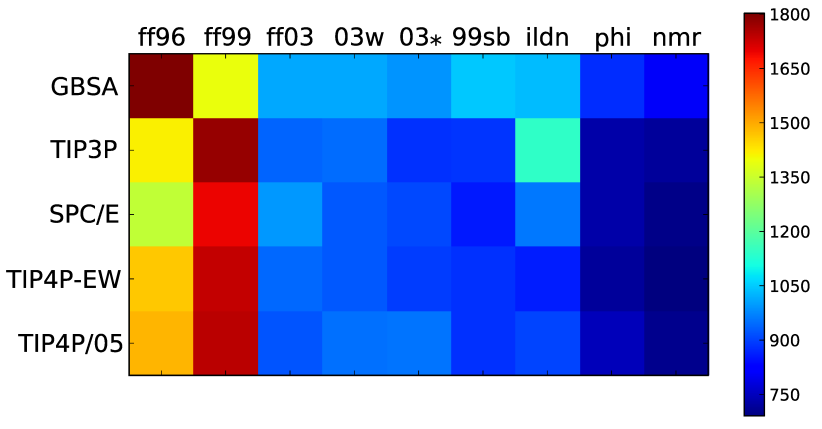 ff96 ff99 ff03 03w 03* 99sb ildn phi nmr
GBSA
TIP3P
SPC/E
TIP4P-EW
TIP4P/05
1800
1650
1500
1350
1200
1050
900
750